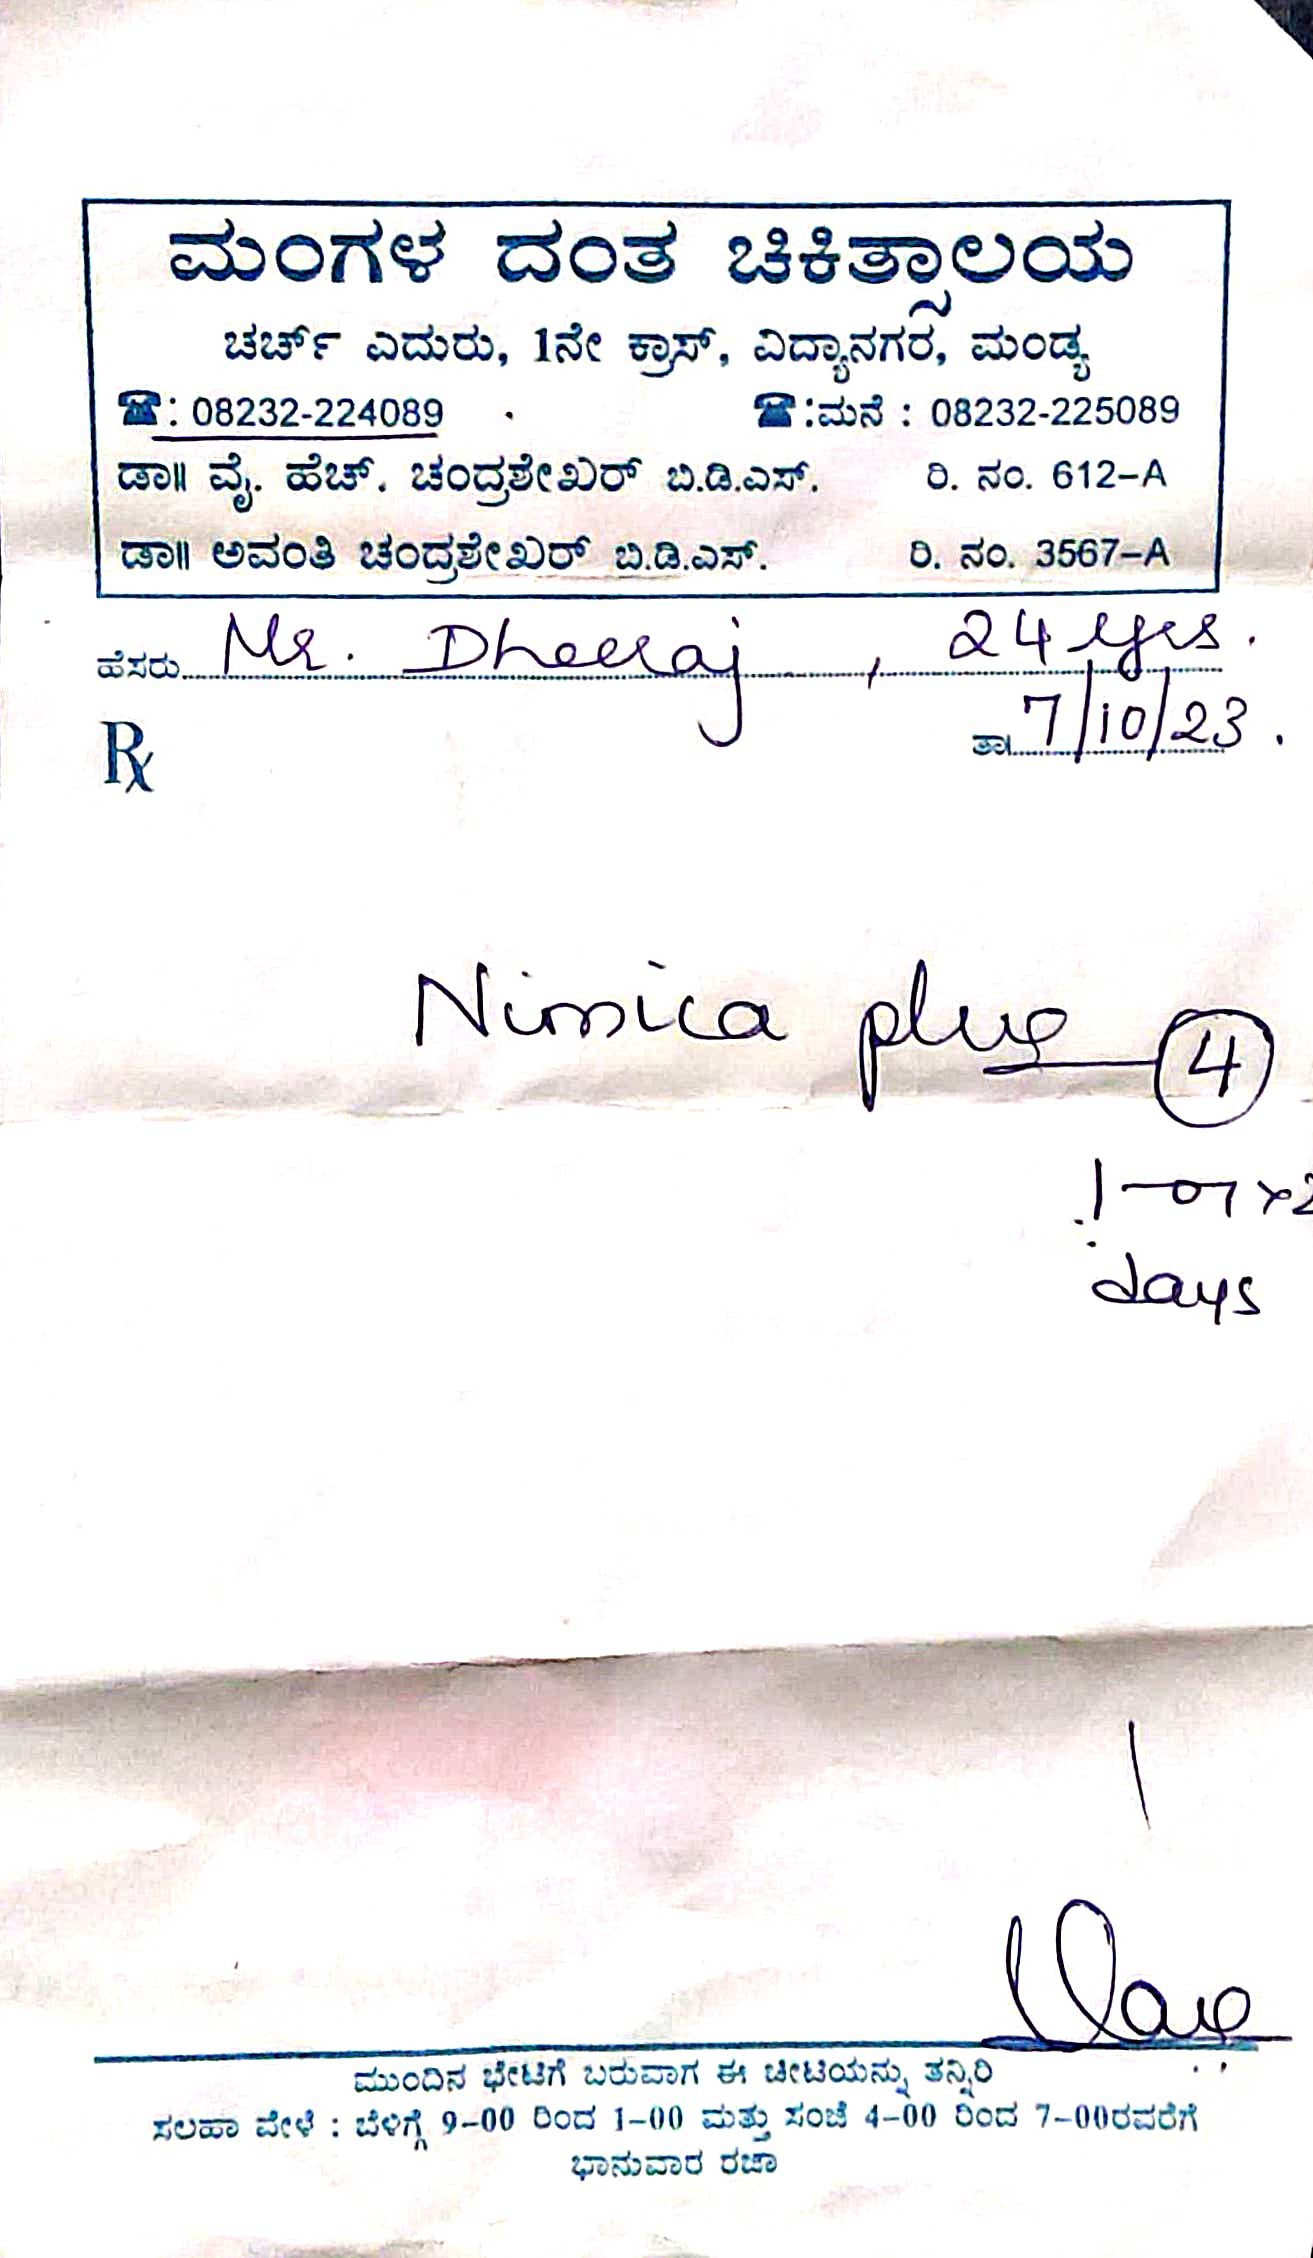 ಮಂಗಳ ದಂತ ಚಿಕಿತ್ಸಾಲಯ
ಚರ್ಚ್ ಎದುರು, 1ನೇ ಕ್ರಾಸ್, ವಿದ್ಯಾನಗರ, ಮಂಡ್ಯ
☎: 08232-224089 ☎:ಮನೆ : 08232-225089
ಡಾ॥ ವೈ. ಹೆಚ್. ಚಂದ್ರಶೇಖರ್ ಬಿ.ಡಿ.ಎಸ್. ರಿ. ನಂ. 612-A
ಡಾ॥ ಅವಂತಿ ಚಂದ್ರಶೇಖರ್ ಬಿ.ಡಿ.ಎಸ್. ರಿ. ನಂ. 3567-A
ಹೆಸರು Mr. Dheeraj, 24 yrs.
Rx ತಾ| 7/10/23.
Nimica plus 4
1-01 x 2
days
ಮುಂದಿನ ಭೇಟಿಗೆ ಬರುವಾಗ ಈ ಚೀಟಿಯನ್ನು ತನ್ನಿರಿ
ಸಲಹಾ ವೇಳೆ : ಬೆಳಿಗ್ಗೆ 9-00 ರಿಂದ 1-00 ಮತ್ತು ಸಂಜೆ 4-00 ರಿಂದ 7-00ರವರೆಗೆ
ಭಾನುವಾರ ರಜಾ